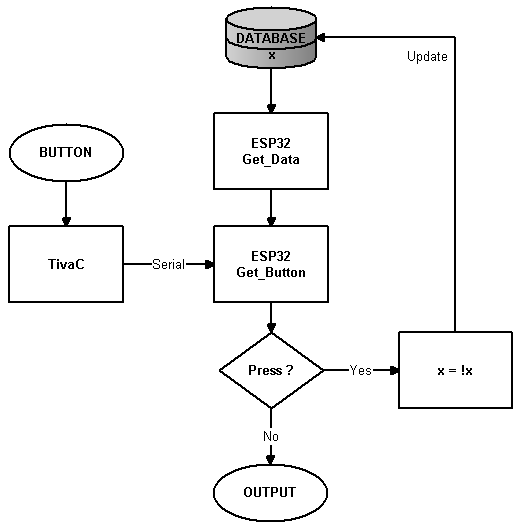 DATABASE
x
Update
ESP32
Get_Data
BUTTON
TivaC
Serial
ESP32
Get_Button
Press ?
Yes
x = !x
No
OUTPUT